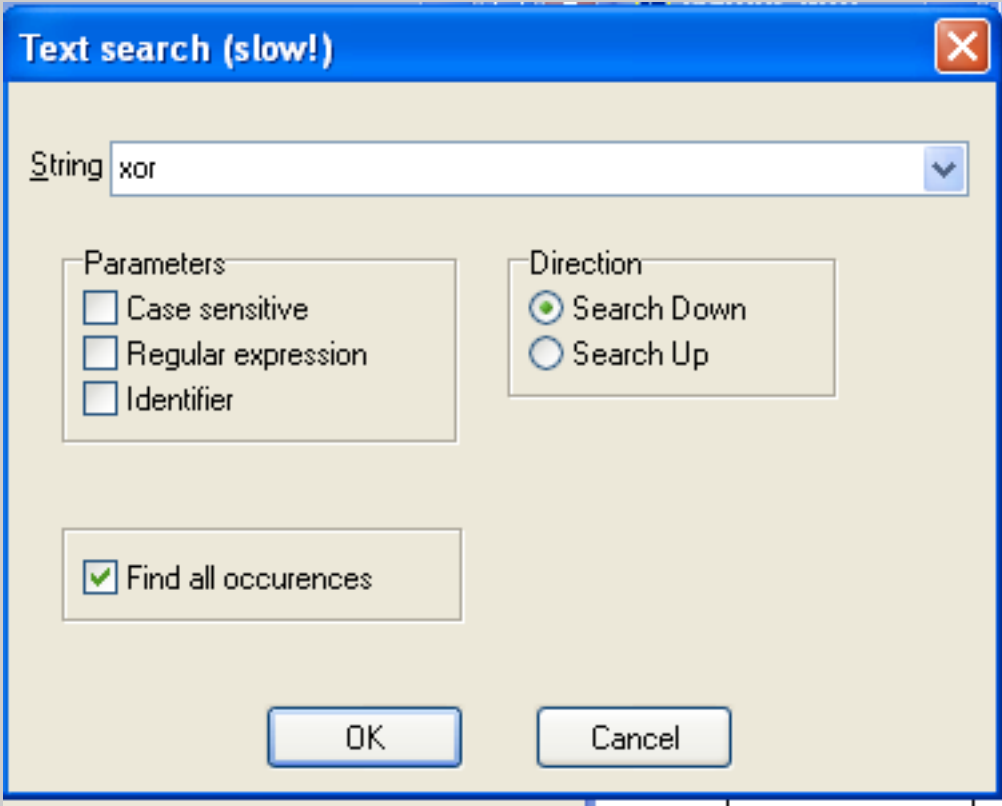 Text search (slow!)
String xor
Parameters
Case sensitive
Regular expression
Identifier
Direction
Search Down
Search Up
Find all occurences
OK
Cancel